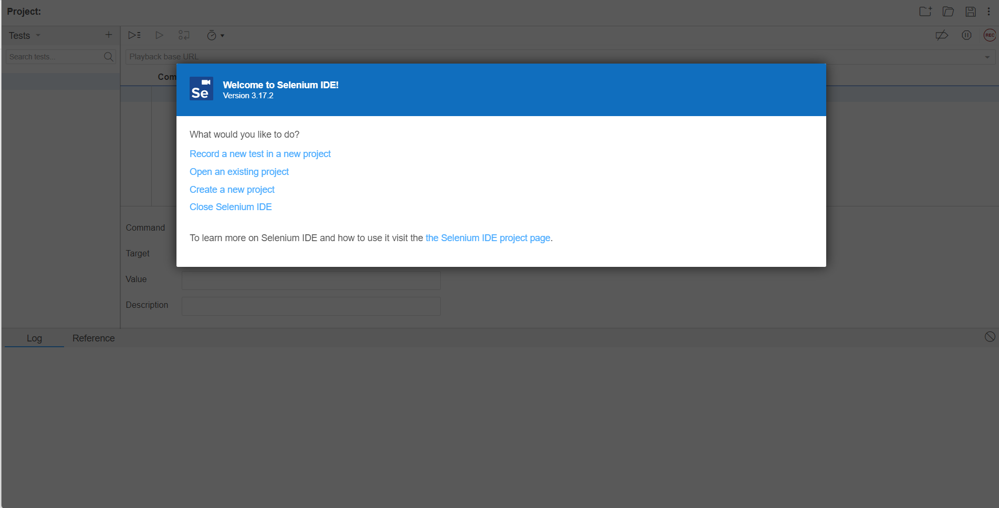 Project:
Tests
Search tests...
Playback base URL
REC
Com
Se
Welcome to Selenium IDE!
Version 3.17.2
What would you like to do?
Record a new test in a new project
Open an existing project
Create a new project
Close Selenium IDE
To learn more on Selenium IDE and how to use it visit the the Selenium IDE project page.
Command
Target
Value
Description
Log
Reference